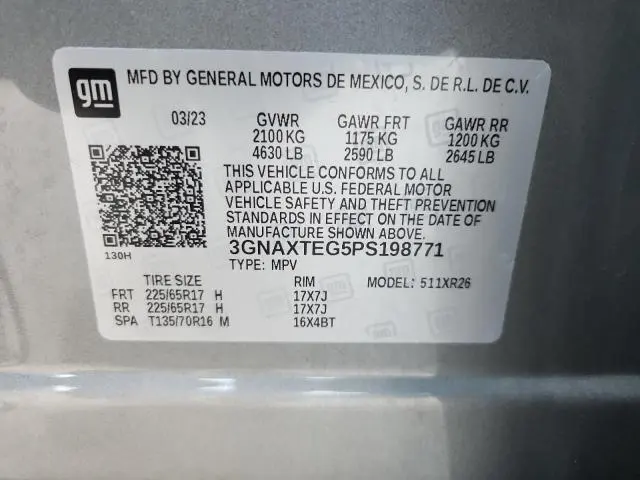 gm
MFD BY GENERAL MOTORS DE MEXICO, S. DE R.L. DE C.V.
03/23 GVWR GAWR FRT GAWR RR
2100 KG 1175 KG 1200 KG
4630 LB 2590 LB 2645 LB
THIS VEHICLE CONFORMS TO ALL
APPLICABLE U.S. FEDERAL MOTOR
VEHICLE SAFETY AND THEFT PREVENTION
STANDARDS IN EFFECT ON THE DATE OF
MANUFACTURE SHOWN ABOVE.
130H
3GNAXTEG5PS198771
TYPE: MPV
TIRE SIZE RIM MODEL: 511XR26
FRT 225/65R17 H 17X7J
RR 225/65R17 H 17X7J
SPA T135/70R16 M 16X4BT